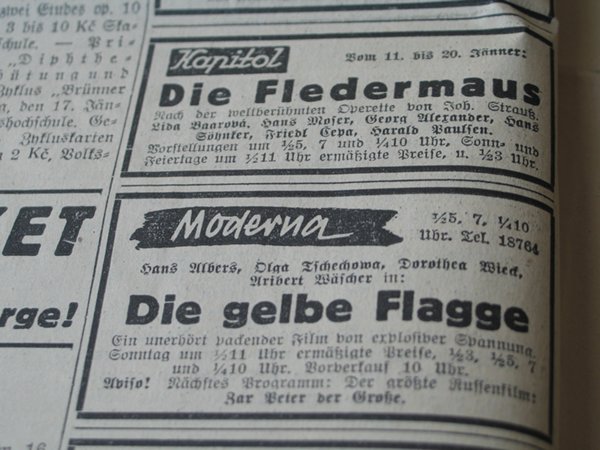 zwei Etudes op. 10
3 bis 10 Kč Ska-
schule. — Pri-
„Diphthe-
hütung und
Zyklus „Brünner
g, den 17. Jän-
shochschule. Ge-
Zykluskarten
2 Kč, Volks-
KET
rge!
Kapitol
Vom 11. bis 20. Jänner:
Die Fledermaus
Nach der weltberühmten Operette von Joh. Strauß.
Lida Baarová, Hans Moser, Georg Alexander, Hans
Söhnker, Friedl Cepa, Harald Paulsen.
Vorstellungen um ½5, 7 und ¼10 Uhr, Sonn- und
Feiertage um ½11 Uhr ermäßigte Preise, u. ½3 Uhr.
Moderna
½5, 7, ¼10
Uhr. Tel. 18764
Hans Albers, Olga Tschechowa, Dorothea Wieck,
Aribert Wäscher in:
Die gelbe Flagge
Ein unerhört packender Film von explosiver Spannung.
Sonntag um ½11 Uhr ermäßigte Preise, ½3, ½5, 7
und ¼10 Uhr. Vorverkauf 10 Uhr.
Aviso! Nächstes Programm: Der größte Russenfilm:
Zar Peter der Große.